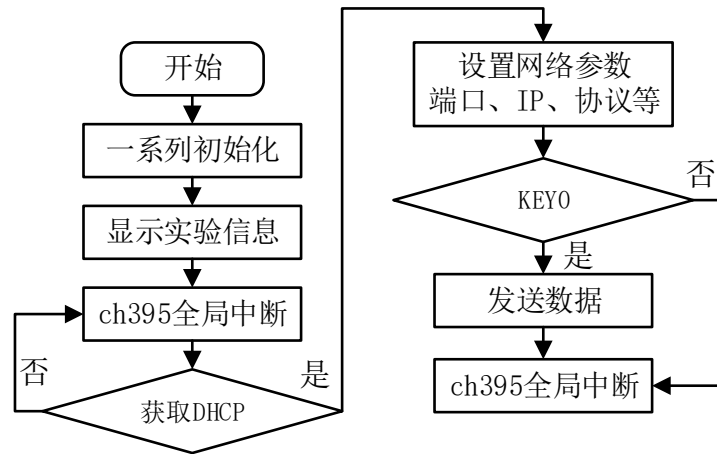 开始
一系列初始化
显示实验信息
ch395全局中断
否
是
获取DHCP
设置网络参数
端口、IP、协议等
否
KEY0
是
发送数据
ch395全局中断